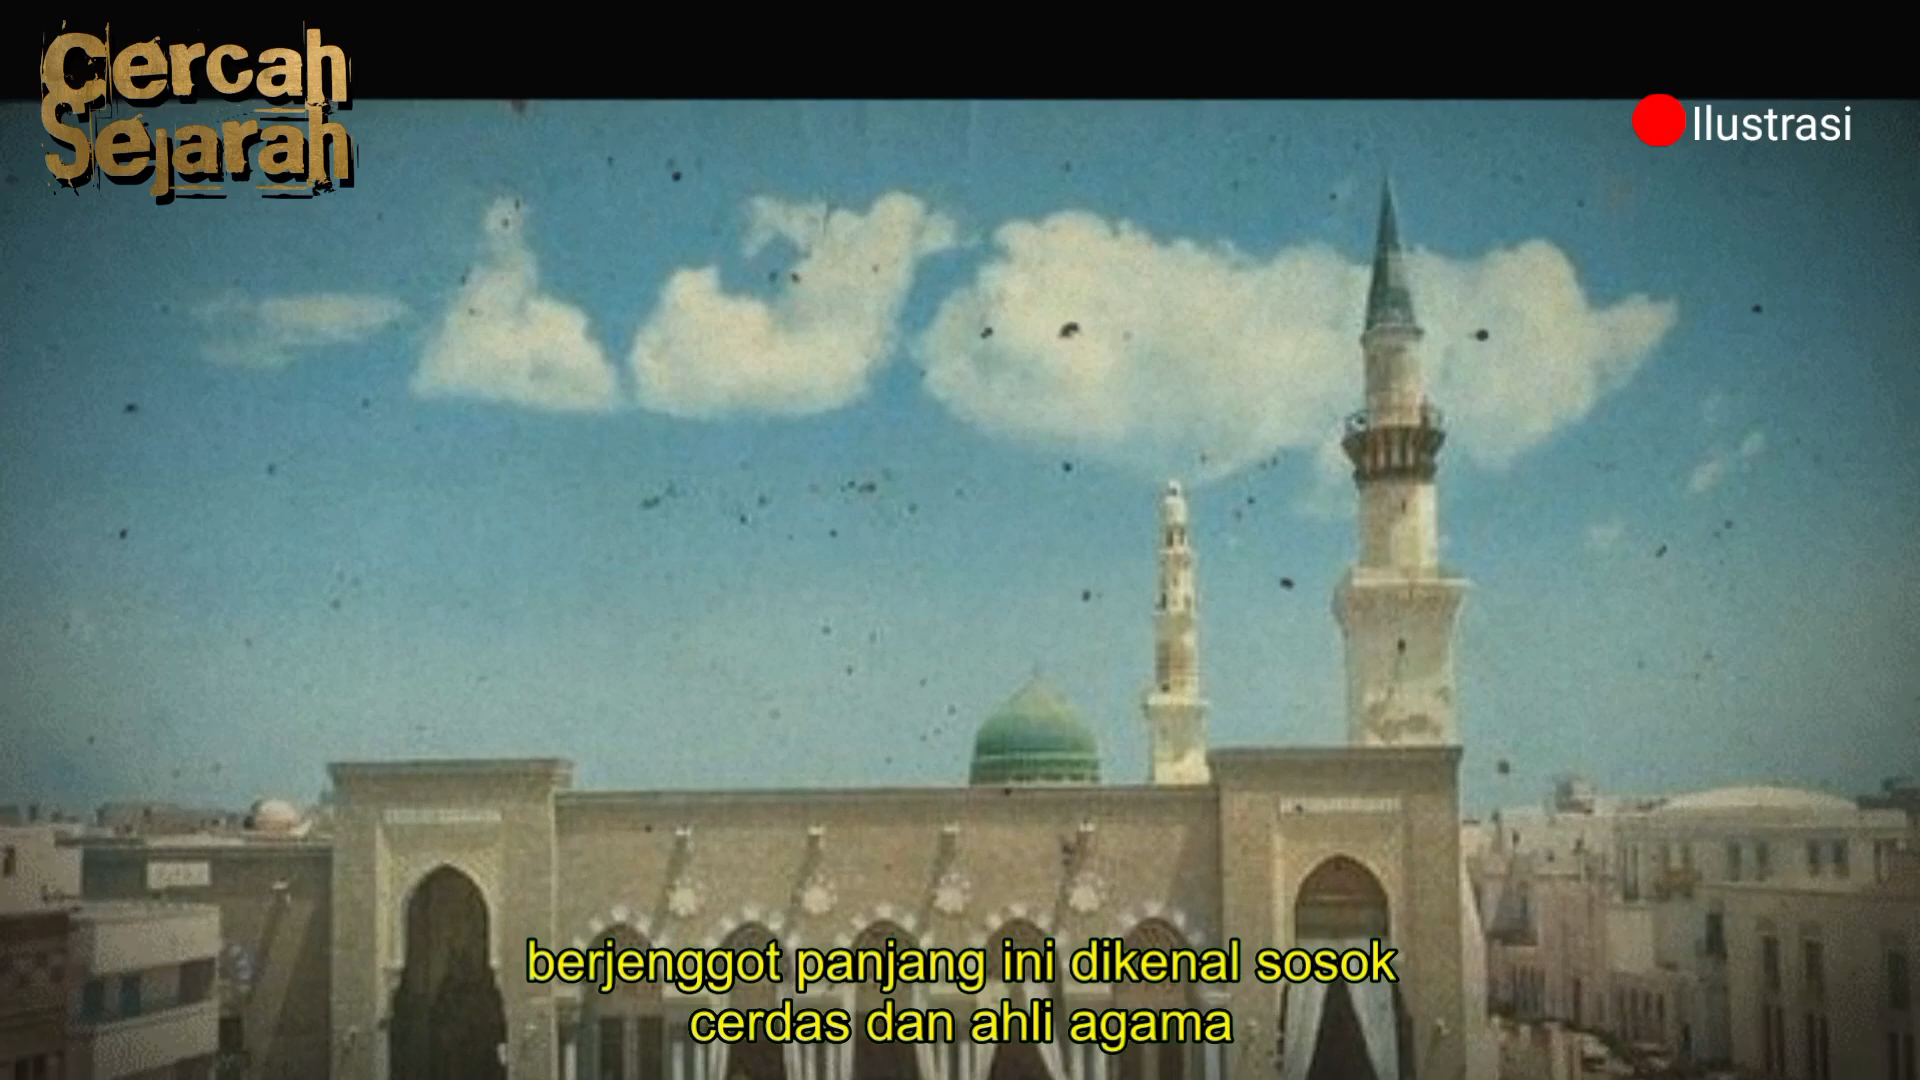 Cercah
Sejarah
Ilustrasi
berjenggot panjang ini dikenal sosok
cerdas dan ahli agama